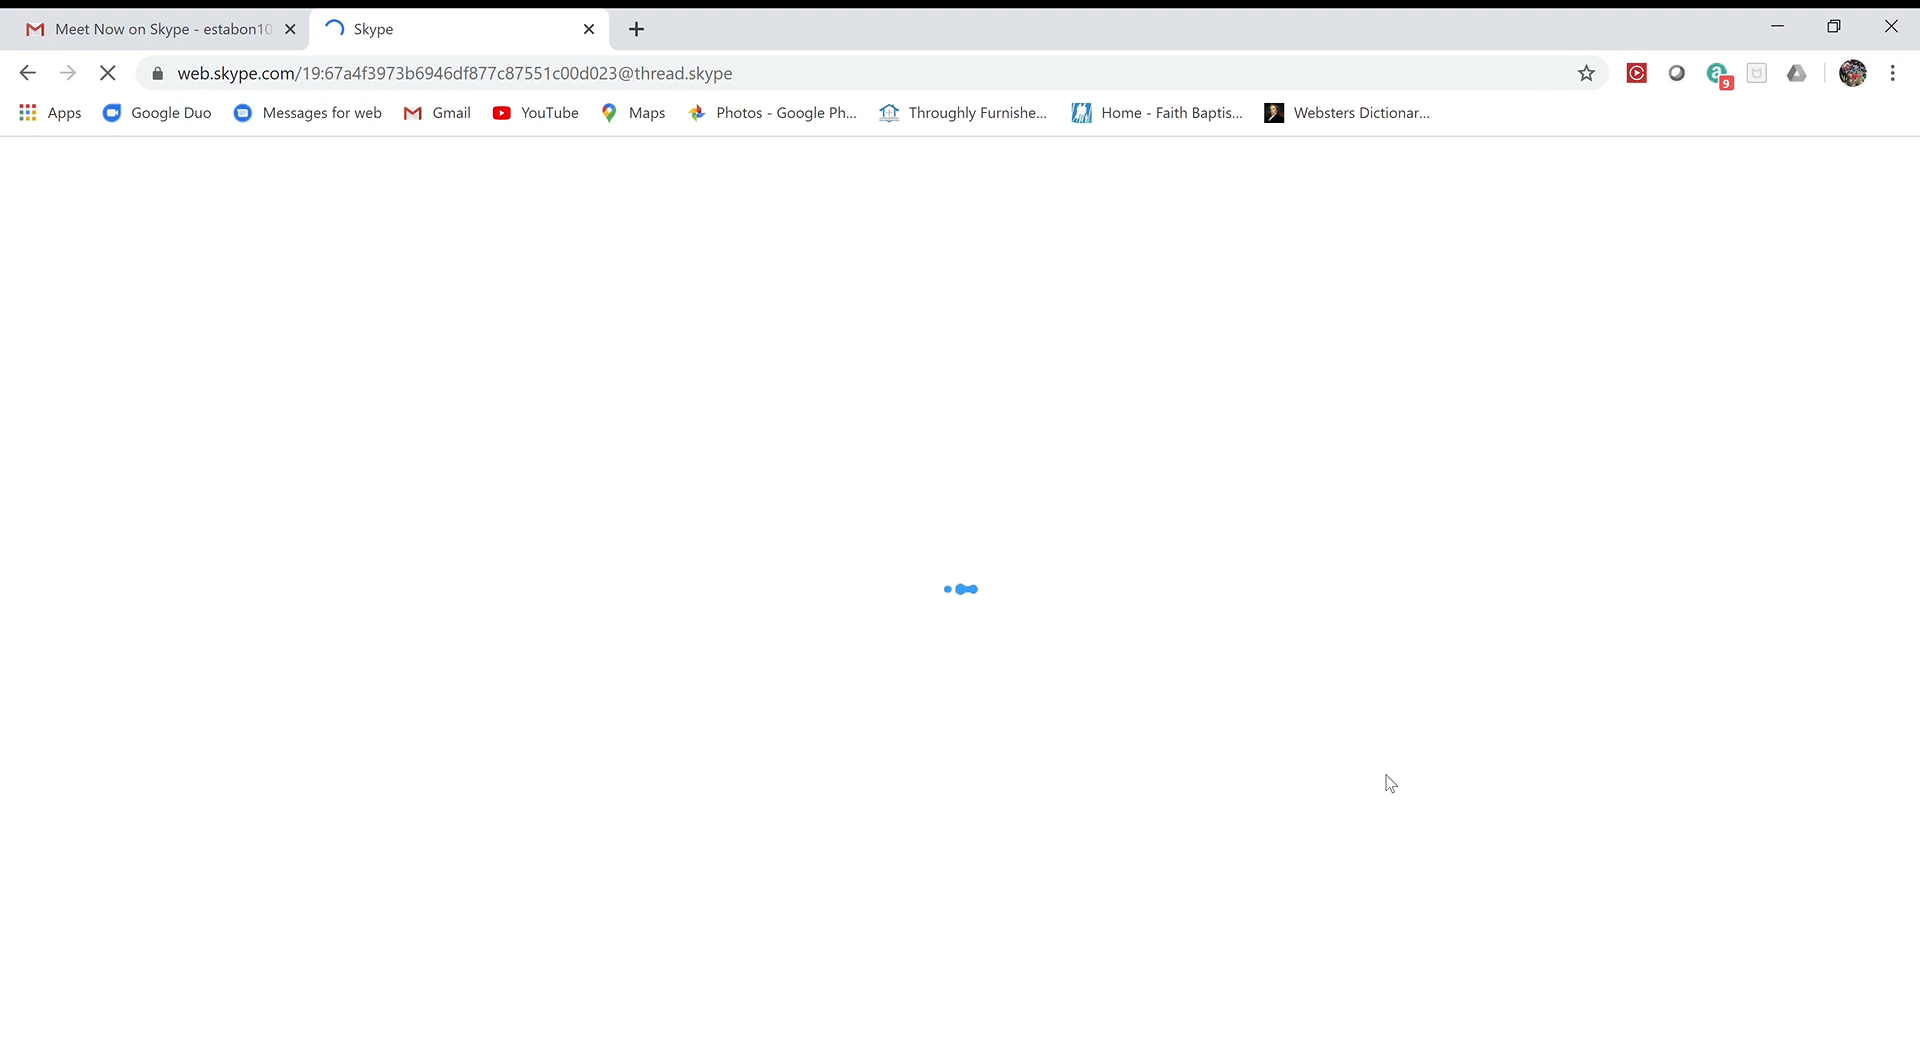 Meet Now on Skype - estabon10
Skype
web.skype.com/19:67a4f3973b6946df877c87551c00d023@thread.skype
9
Apps
Google Duo
Messages for web
Gmail
YouTube
Maps
Photos - Google Ph...
Throughly Furnishe...
Home - Faith Baptis...
Websters Dictionar...